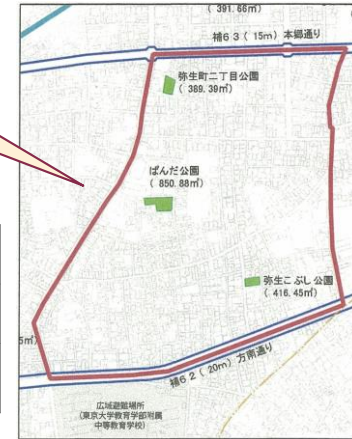 ( 391.66㎡)
補63 ( 15m) 本郷通り
弥生町二丁目公園
( 389.39㎡)
ぱんだ公園
( 850.88㎡)
弥生こぶし公園
( 416.45㎡)
5㎡)
補62 ( 20m) 方南通り
広域避難場所
(東京大学教育学部附属
中等教育学校)